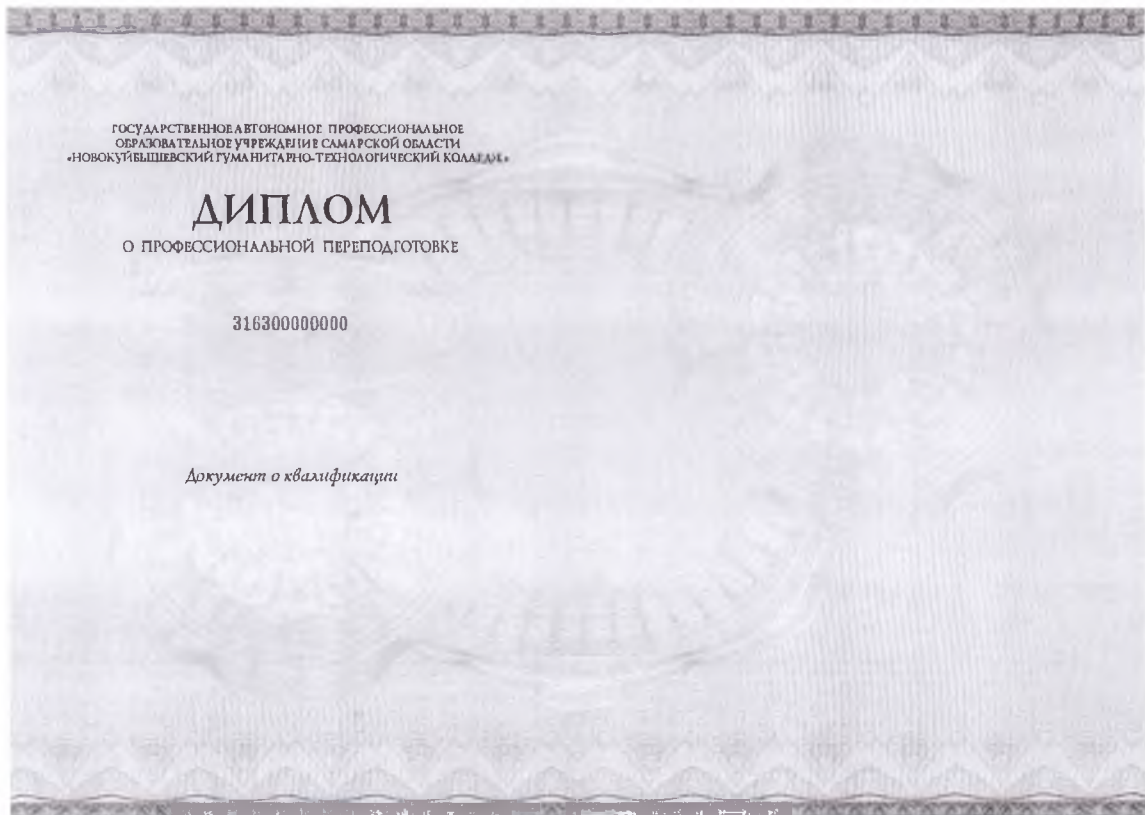 ГОСУДАРСТВЕННОЕ АВТОНОМНОЕ ПРОФЕССИОНАЛЬНОЕ
ОБРАЗОВАТЕЛЬНОЕ УЧРЕЖДЕНИЕ САМАРСКОЙ ОБЛАСТИ
«НОВОКУЙБЫШЕВСКИЙ ГУМАНИТАРНО-ТЕХНОЛОГИЧЕСКИЙ КОЛЛЕДЖ»
ДИПЛОМ
О ПРОФЕССИОНАЛЬНОЙ ПЕРЕПОДГОТОВКЕ
316300000000
Документ о квалификации